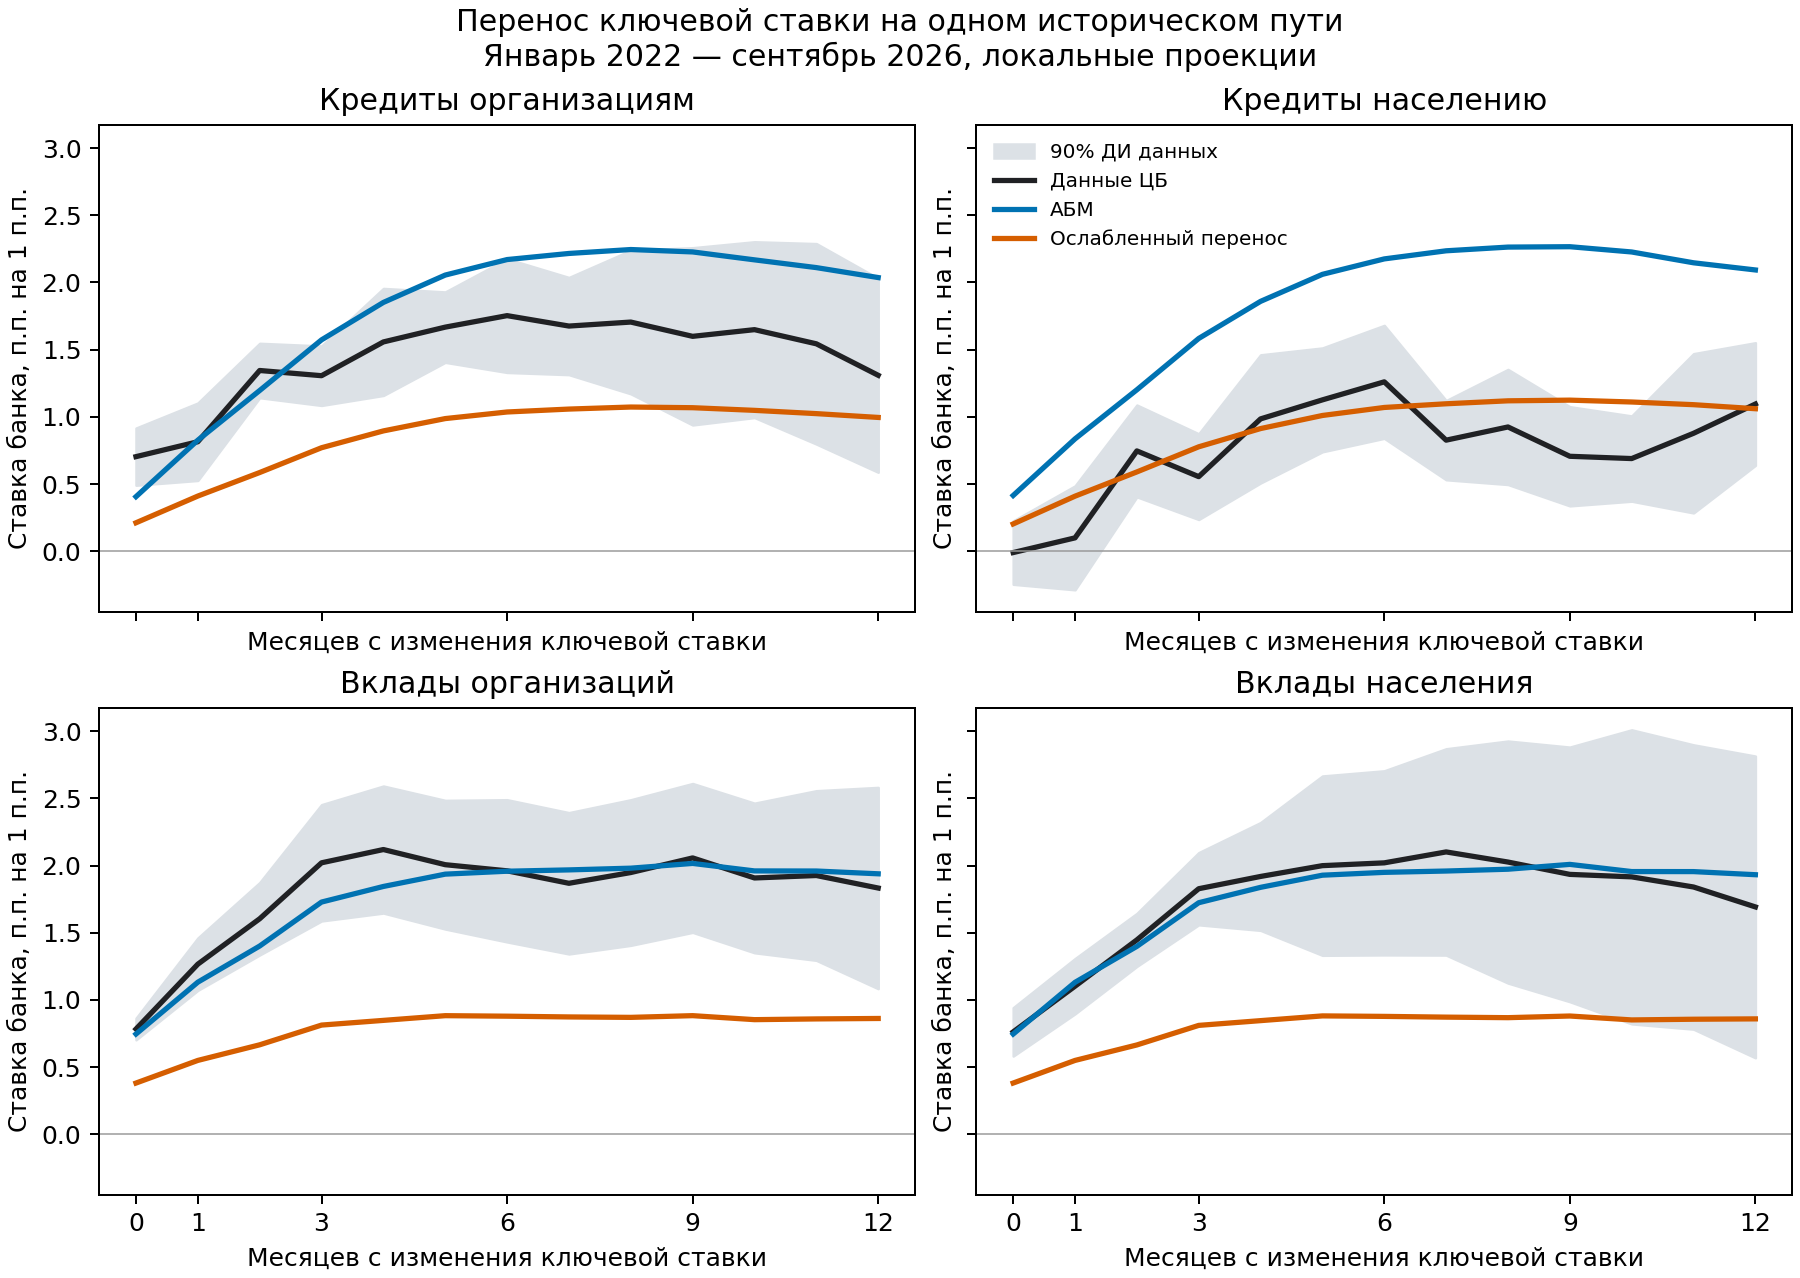 Перенос ключевой ставки на одном историческом пути
Январь 2022 — сентябрь 2026, локальные проекции
Кредиты организациям
Ставка банка, п.п. на 1 п.п.
3.0
2.5
2.0
1.5
1.0
0.5
0.0
Месяцев с изменения ключевой ставки
Кредиты населению
Ставка банка, п.п. на 1 п.п.
90% ДИ данных
Данные ЦБ
АБМ
Ослабленный перенос
Месяцев с изменения ключевой ставки
Вклады организаций
Ставка банка, п.п. на 1 п.п.
3.0
2.5
2.0
1.5
1.0
0.5
0.0
0 1 3 6 9 12
Месяцев с изменения ключевой ставки
Вклады населения
Ставка банка, п.п. на 1 п.п.
0 1 3 6 9 12
Месяцев с изменения ключевой ставки